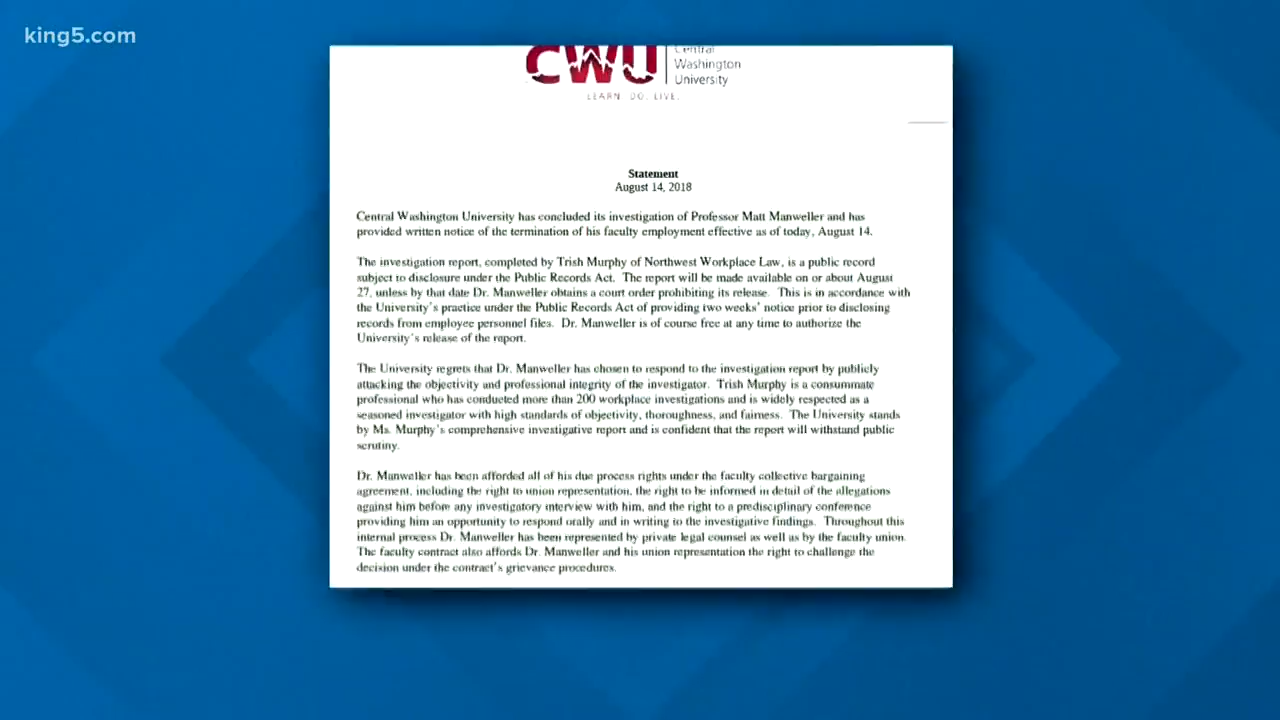 king5.com
CWU
Central
Washington
University
LEARN. DO. LIVE.
Statement
August 14, 2018
Central Washington University has concluded its investigation of Professor Matt Manweller and has
provided written notice of the termination of his faculty employment effective as of today, August 14.
The investigation report, completed by Trish Murphy of Northwest Workplace Law, is a public record
subject to disclosure under the Public Records Act. The report will be made available on or about August
27, unless by that date Dr. Manweller obtains a court order prohibiting its release. This is in accordance with
the University's practice under the Public Records Act of providing two weeks' notice prior to disclosing
records from employee personnel files. Dr. Manweller is of course free at any time to authorize the
University's release of the report.
The University regrets that Dr. Manweller has chosen to respond to the investigation report by publicly
attacking the objectivity and professional integrity of the investigator. Trish Murphy is a consummate
professional who has conducted more than 200 workplace investigations and is widely respected as a
seasoned investigator with high standards of objectivity, thoroughness, and fairness. The University stands
by Ms. Murphy's comprehensive investigative report and is confident that the report will withstand public
scrutiny.
Dr. Manweller has been afforded all of his due process rights under the faculty collective bargaining
agreement, including the right to union representation, the right to be informed in detail of the allegations
against him before any investigatory interview with him, and the right to a predisciplinary conference
providing him an opportunity to respond orally and in writing to the investigative findings. Throughout this
internal process Dr. Manweller has been represented by private legal counsel as well as by the faculty union.
The faculty contract also affords Dr. Manweller and his union representation the right to challenge the
decision under the contract's grievance procedures.